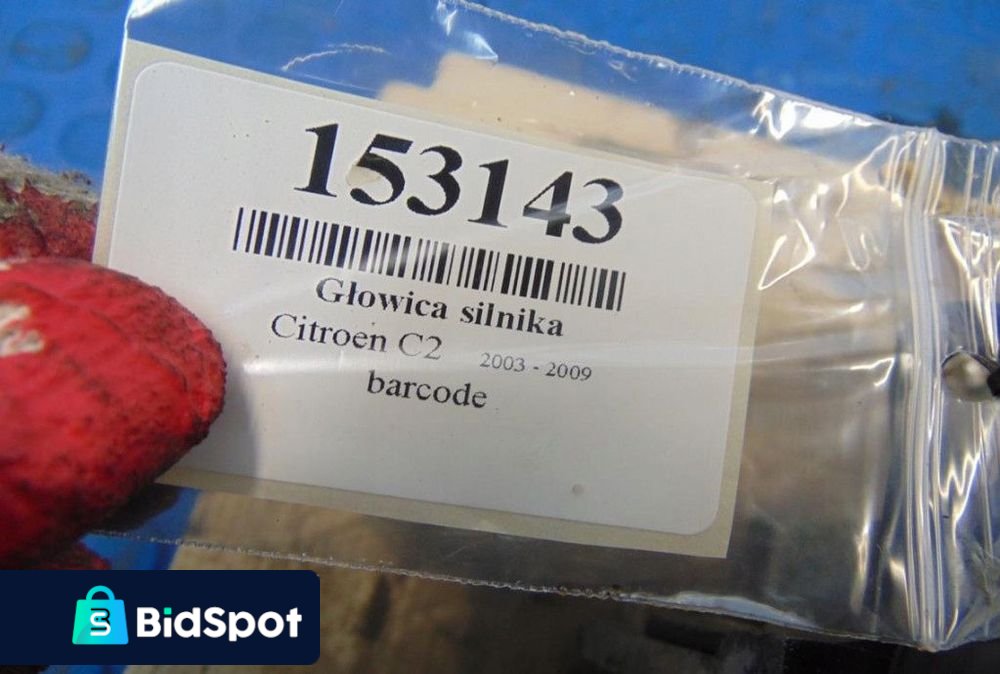 153143
Głowica silnika
Citroen C2 2003 - 2009
barcode
BidSpot